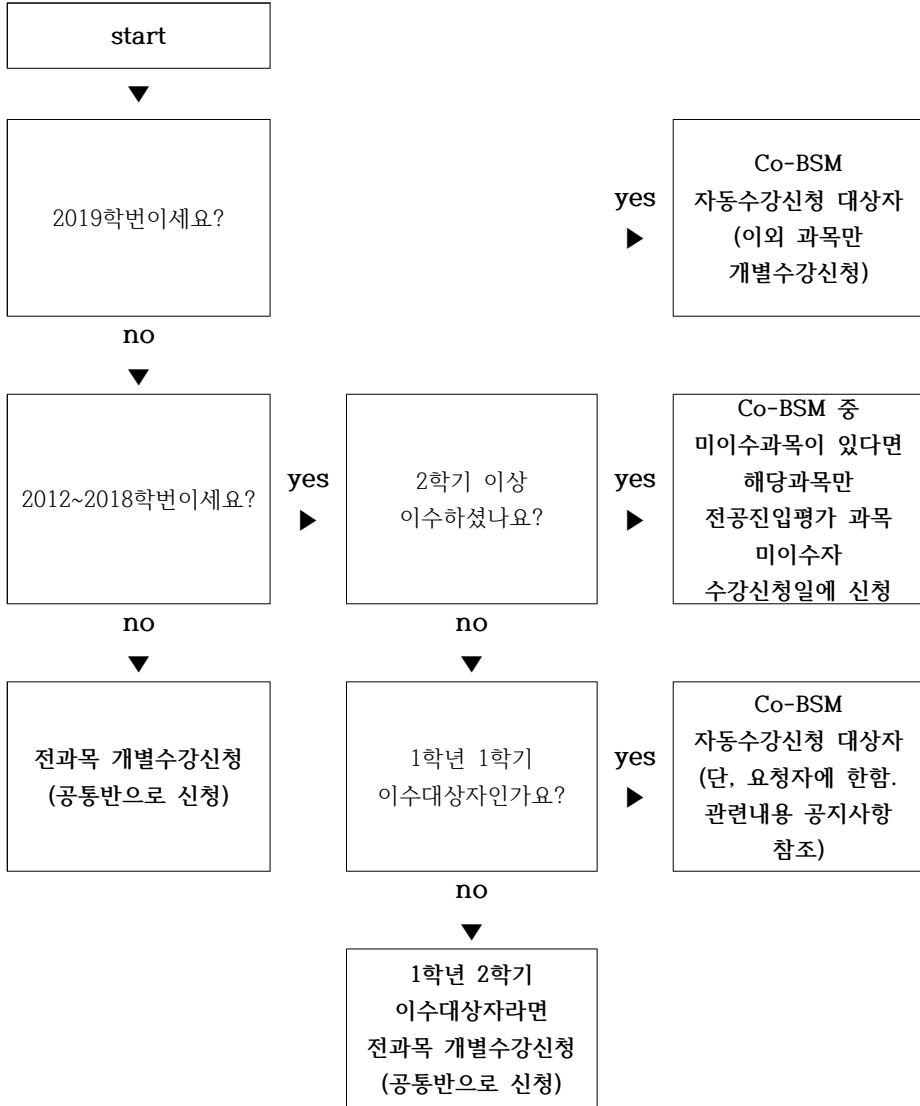 start
▼
2019학번이세요?
yes
▶
Co-BSM
자동수강신청 대상자
(이외 과목만
개별수강신청)
no
▼
2012~2018학번이세요?
yes
▶
2학기 이상
이수하셨나요?
yes
▶
Co-BSM 중
미이수과목이 있다면
해당과목만
전공진입평가 과목
미이수자
수강신청일에 신청
no
▼
no
▼
전과목 개별수강신청
(공통반으로 신청)
1학년 1학기
이수대상자인가요?
yes
▶
Co-BSM
자동수강신청 대상자
(단, 요청자에 한함.
관련내용 공지사항
참조)
no
▼
1학년 2학기
이수대상자라면
전과목 개별수강신청
(공통반으로 신청)